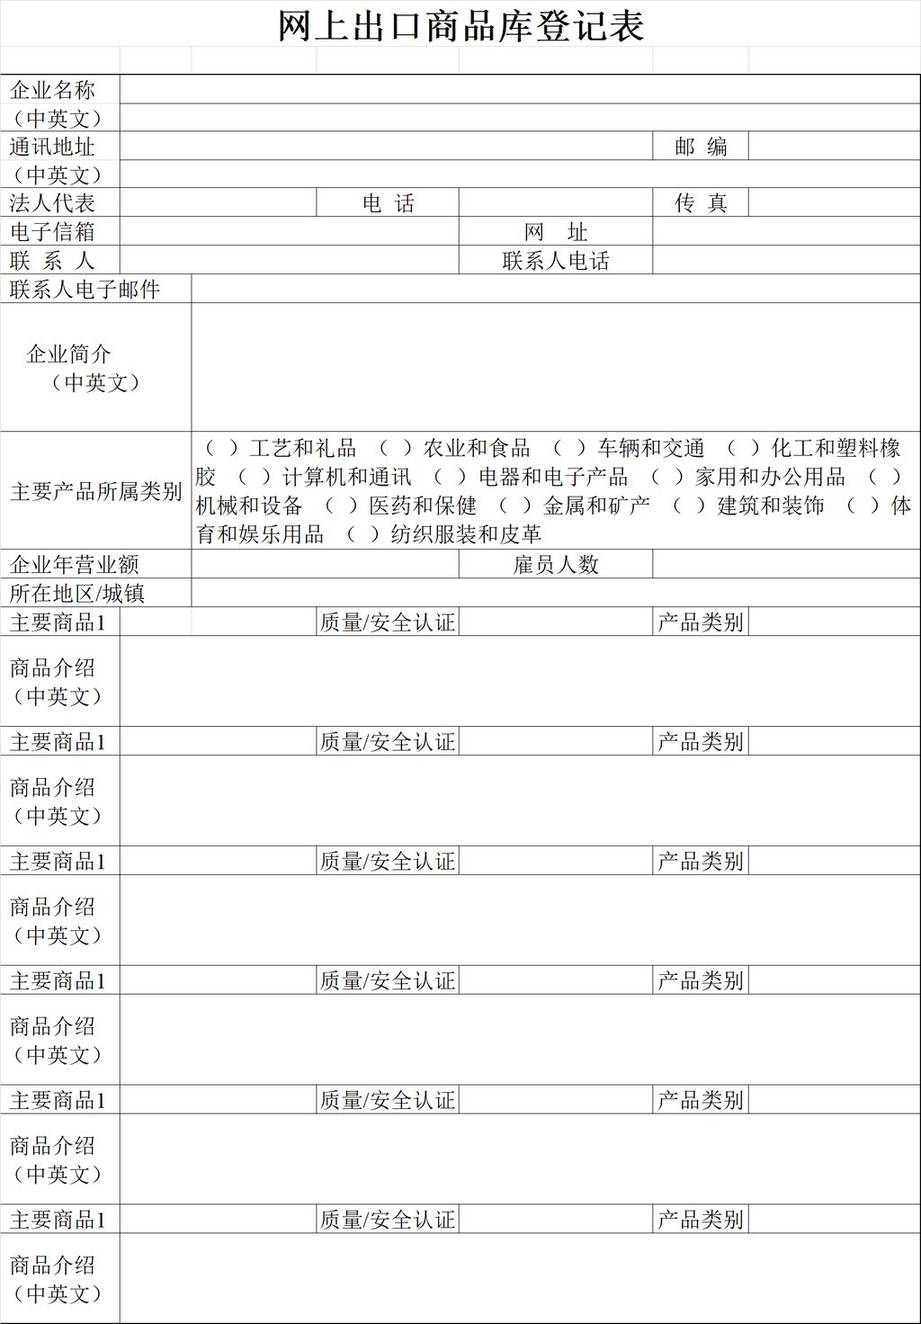 网上出口商品库登记表
企业名称
（中英文）
通讯地址 邮 编
（中英文）
法人代表 电 话 传 真
电子信箱 网 址
联 系 人 联系人电话
联系人电子邮件
企业简介
（中英文）
主要产品所属类别
（ ）工艺和礼品 （ ）农业和食品 （ ）车辆和交通 （ ）化工和塑料橡
胶 （ ）计算机和通讯 （ ）电器和电子产品 （ ）家用和办公用品 （ ）
机械和设备 （ ）医药和保健 （ ）金属和矿产 （ ）建筑和装饰 （ ）体
育和娱乐用品 （ ）纺织服装和皮革
企业年营业额 雇员人数
所在地区/城镇
主要商品1 质量/安全认证 产品类别
商品介绍
（中英文）
主要商品1 质量/安全认证 产品类别
商品介绍
（中英文）
主要商品1 质量/安全认证 产品类别
商品介绍
（中英文）
主要商品1 质量/安全认证 产品类别
商品介绍
（中英文）
主要商品1 质量/安全认证 产品类别
商品介绍
（中英文）
主要商品1 质量/安全认证 产品类别
商品介绍
（中英文）